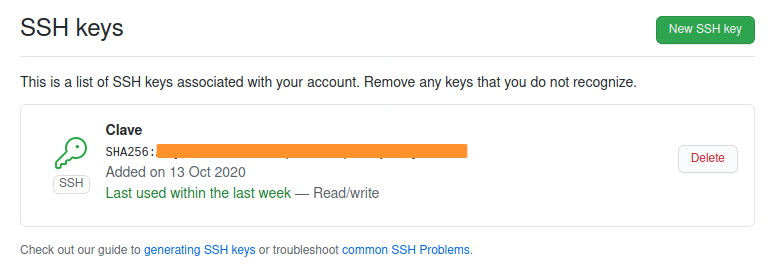 SSH keys
New SSH key
This is a list of SSH keys associated with your account. Remove any keys that you do not recognize.
Clave
SHA256:
Added on 13 Oct 2020
Last used within the last week — Read/write
SSH
Delete
Check out our guide to generating SSH keys or troubleshoot common SSH Problems.